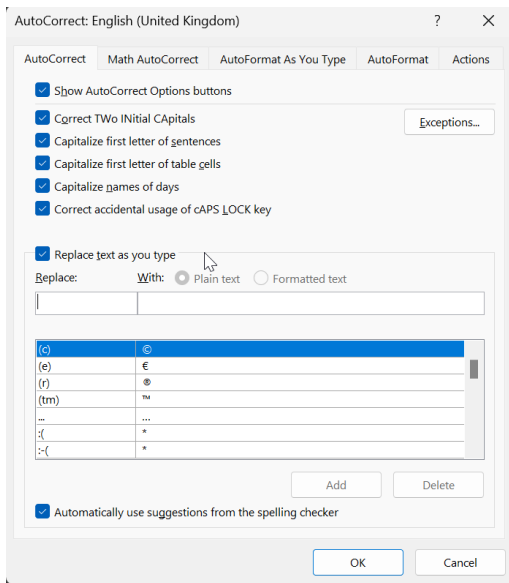 AutoCorrect: English (United Kingdom) ? X
AutoCorrect Math AutoCorrect AutoFormat As You Type AutoFormat Actions
Show AutoCorrect Options buttons
Correct TWo INitial CApitals
Exceptions...
Capitalize first letter of sentences
Capitalize first letter of table cells
Capitalize names of days
Correct accidental usage of cAPS LOCK key
Replace text as you type
Replace: With: Plain text Formatted text
(c) ©
(e) €
(r) ®
(tm) ™
... …
:( *
:-( *
Add Delete
Automatically use suggestions from the spelling checker
OK Cancel